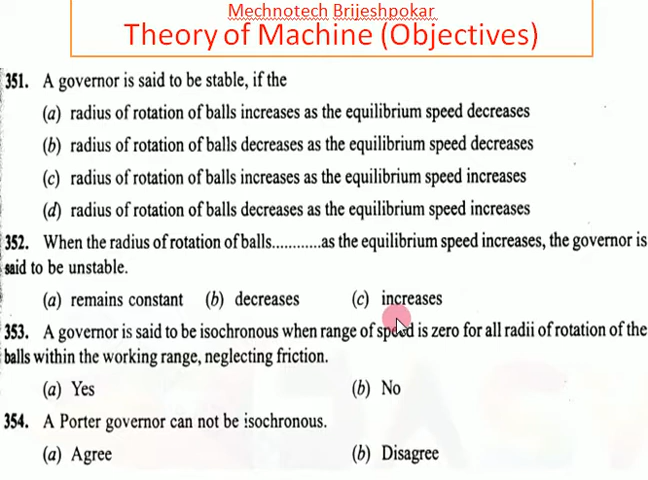 Mechnotech Brijeshpokar
Theory of Machine (Objectives)
351. A governor is said to be stable, if the
(a) radius of rotation of balls increases as the equilibrium speed decreases
(b) radius of rotation of balls decreases as the equilibrium speed decreases
(c) radius of rotation of balls increases as the equilibrium speed increases
(d) radius of rotation of balls decreases as the equilibrium speed increases
352. When the radius of rotation of balls............as the equilibrium speed increases, the governor is
said to be unstable.
(a) remains constant (b) decreases (c) increases
353. A governor is said to be isochronous when range of speed is zero for all radii of rotation of the
balls within the working range, neglecting friction.
(a) Yes (b) No
354. A Porter governor can not be isochronous.
(a) Agree (b) Disagree